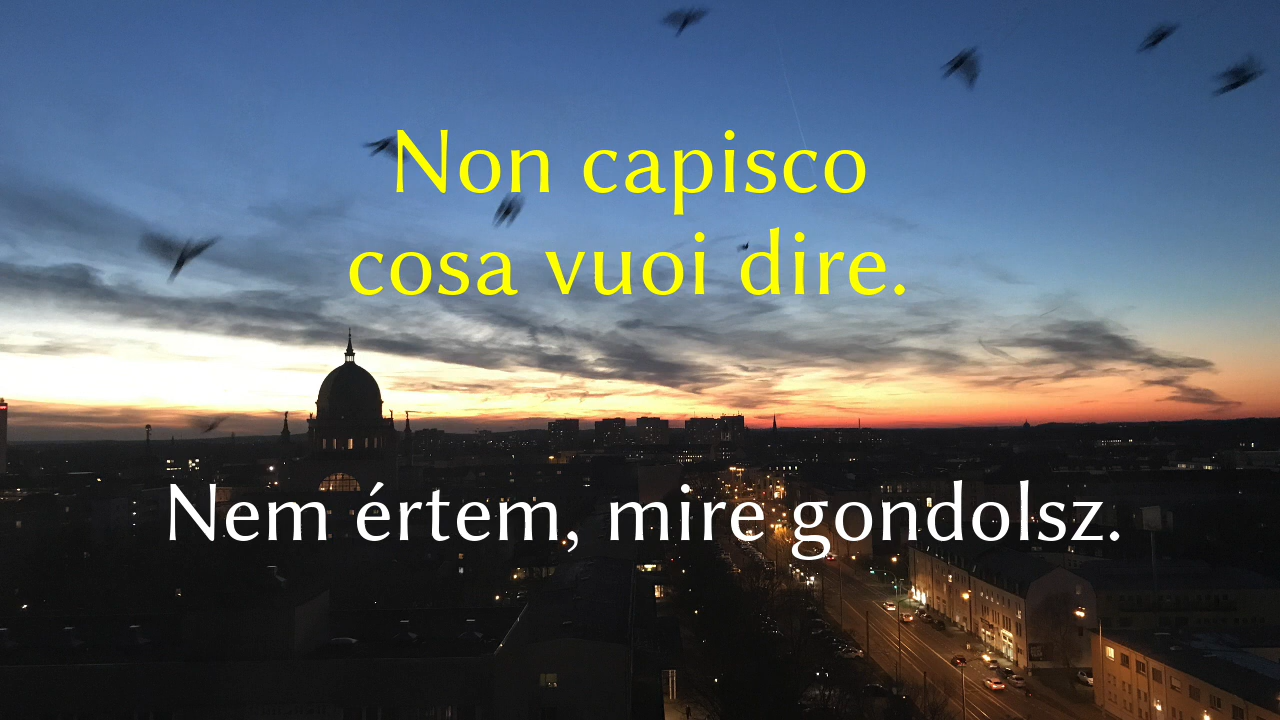 Non capisco
cosa vuoi dire.
Nem értem, mire gondolsz.